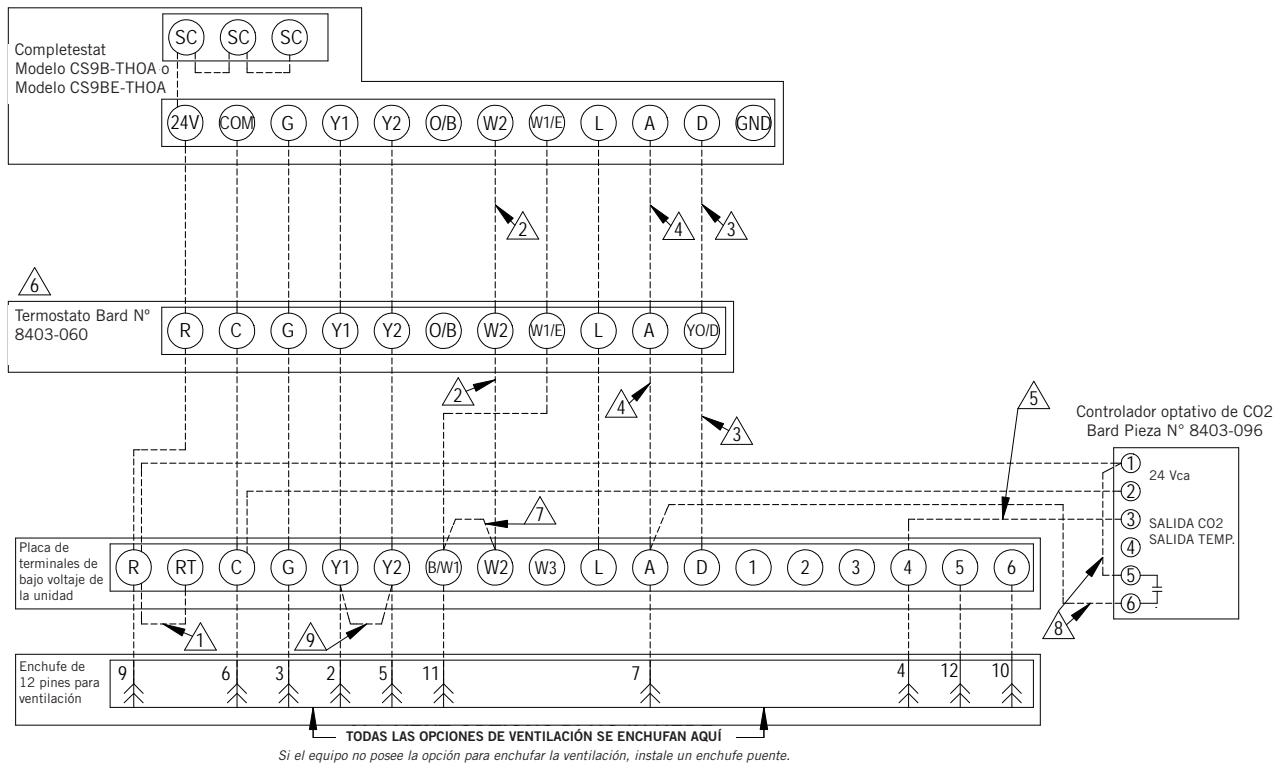 SC SC SC
Completestat
Modelo CS9B-THOA o
Modelo CS9BE-THOA
24V COM G Y1 Y2 O/B W2 W1/E L A D GND
2 4 3
6
Termostato Bard Nº
8403-060
R C G Y1 Y2 O/B W2 W1/E L A YO/D
2 4 3 5
Controlador optativo de CO2
Bard Pieza N° 8403-096
1 24 Vca
2
3 SALIDA CO2
SALIDA TEMP.
4
5
6
7
8
Placa de
terminales de
bajo voltaje de
la unidad
R RT C G Y1 Y2 B/W1 W2 W3 L A D 1 2 3 4 5 6
1 9
Enchufe de
12 pines para
ventilación
9 6 3 2 5 11 7 4 12 10
TODAS LAS OPCIONES DE VENTILACIÓN SE ENCHUFAN AQUÍ
Si el equipo no posee la opción para enchufar la ventilación, instale un enchufe puente.